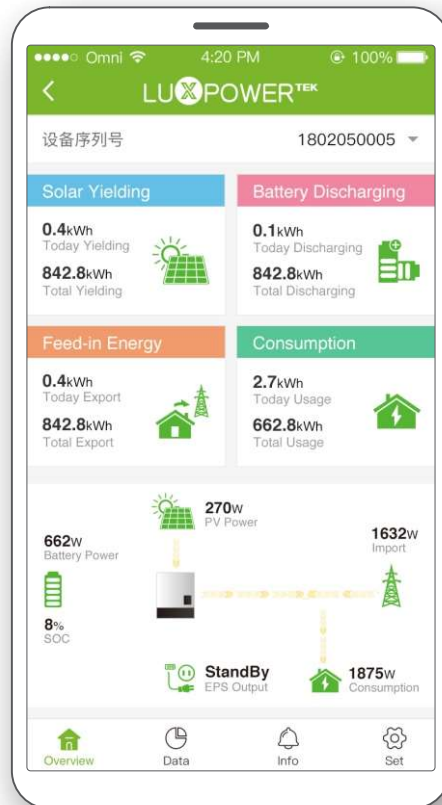 Omni 4:20 PM 100%
LUXPOWERTEK
设备序列号 1802050005
Solar Yielding
0.4kWh
Today Yielding
842.8kWh
Total Yielding
Battery Discharging
0.1kWh
Today Discharging
842.8kWh
Total Discharging
Feed-in Energy
0.4kWh
Today Export
842.8kWh
Total Export
Consumption
2.7kWh
Today Usage
662.8kWh
Total Usage
270W
PV Power
662W
Battery Power
1632W
Import
8%
SOC
StandBy
EPS Output
1875W
Consumption
Overview Data Info Set